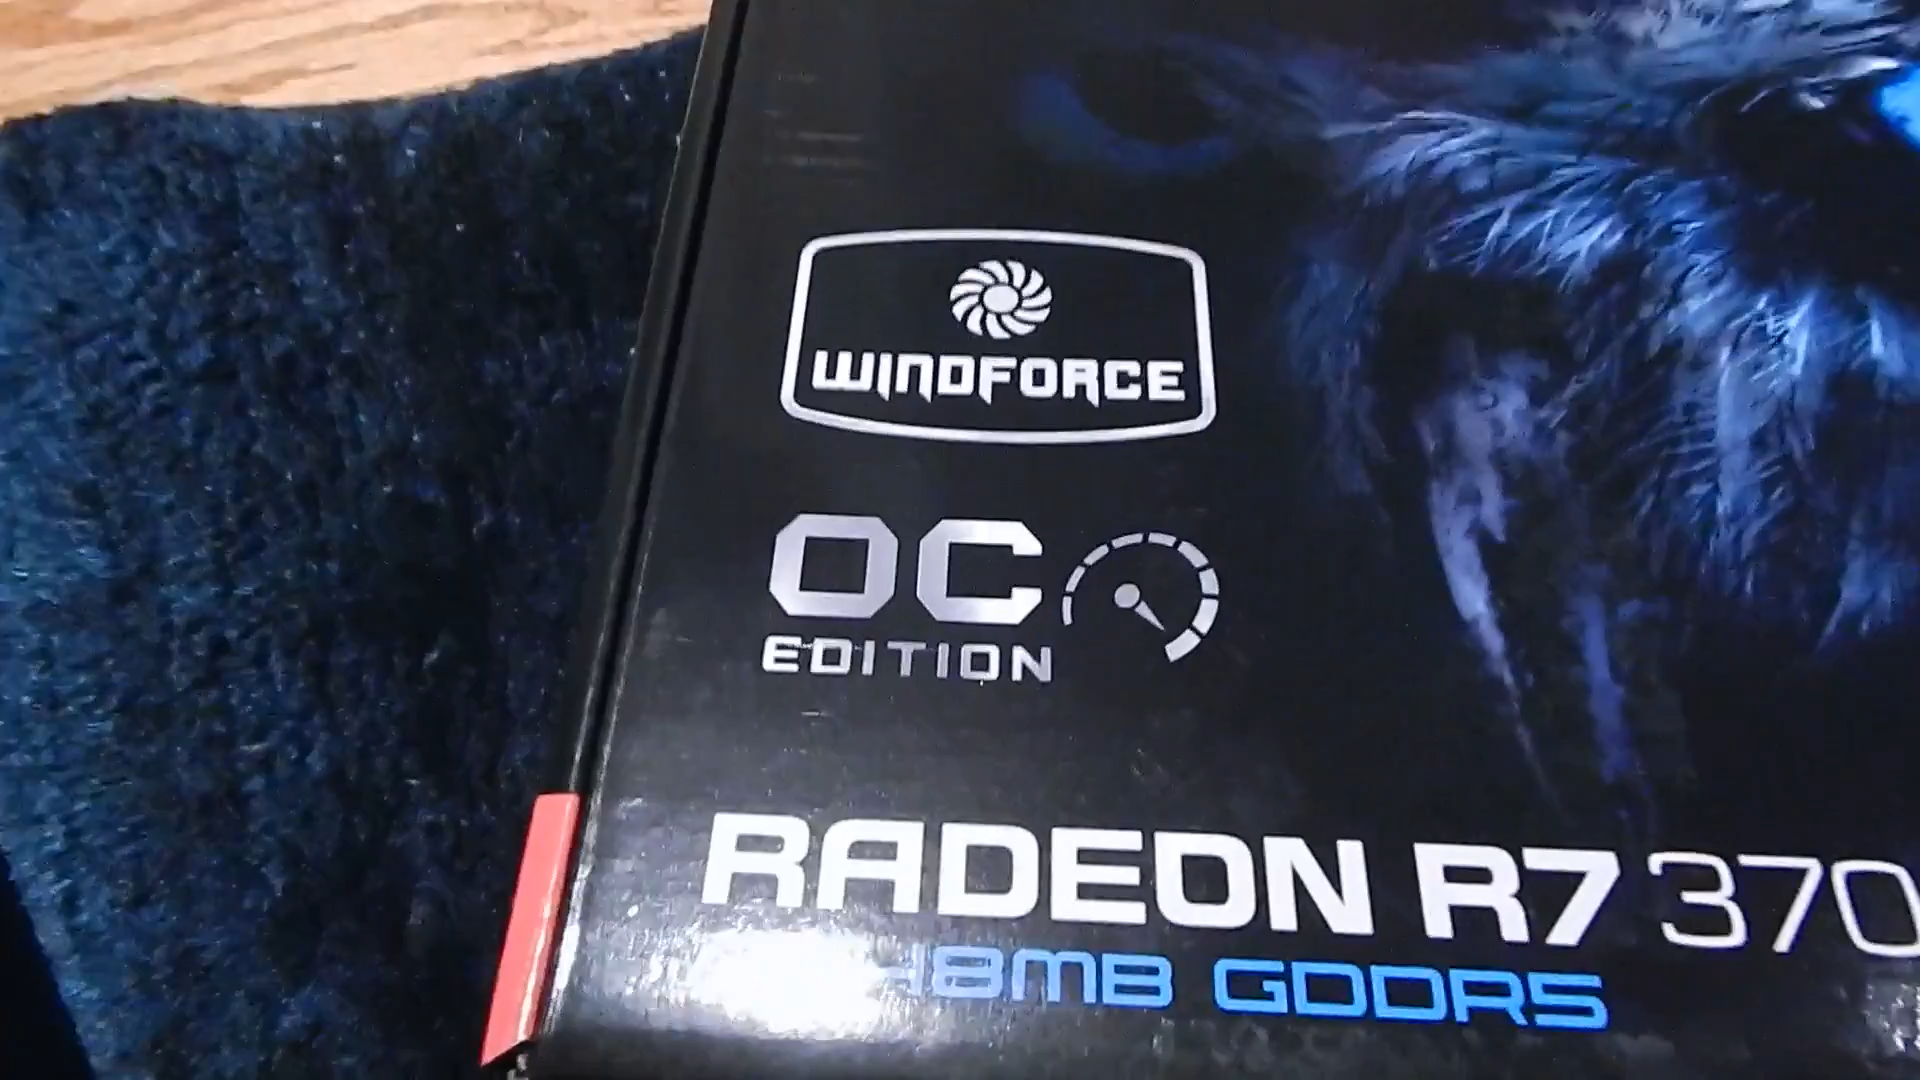 WINDFORCE
OC
EDITION
RADEON R7 370
GDDR5